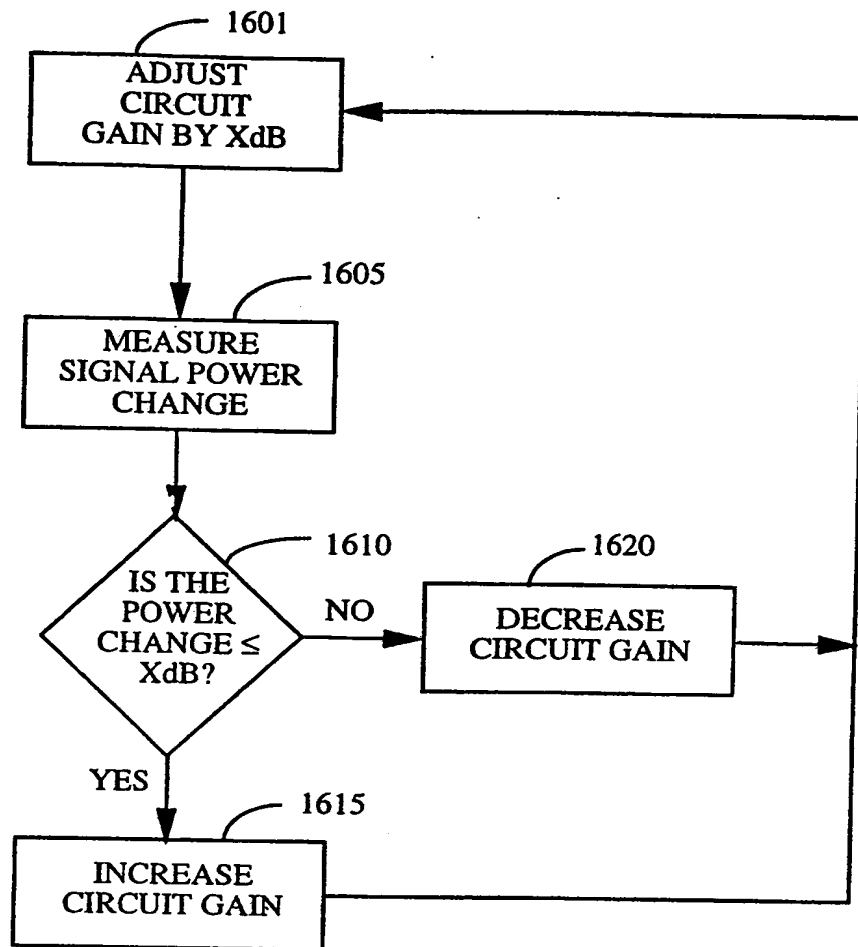 1601
ADJUST
CIRCUIT
GAIN BY XdB
1605
MEASURE
SIGNAL POWER
CHANGE
1610
IS THE
POWER
CHANGE ≤
XdB?
NO
1620
DECREASE
CIRCUIT GAIN
YES
1615
INCREASE
CIRCUIT GAIN